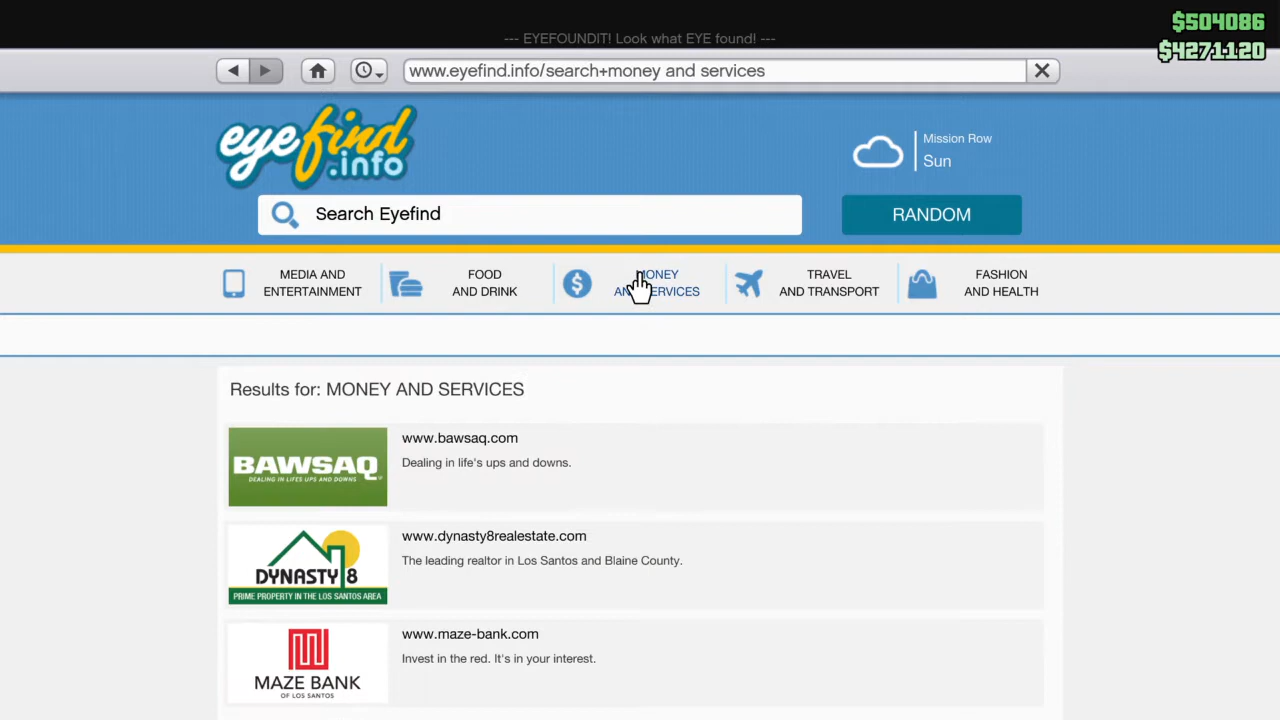 $504086
--- EYEFOUNDIT! Look what EYE found! ---
$4271120
www.eyefind.info/search+money and services
eyefind
.info
Mission Row
Sun
Search Eyefind
RANDOM
MEDIA AND
ENTERTAINMENT
FOOD
AND DRINK
MONEY
AND SERVICES
TRAVEL
AND TRANSPORT
FASHION
AND HEALTH
Results for: MONEY AND SERVICES
BAWSAQ
DEALING IN LIFES UPS AND DOWNS
www.bawsaq.com
Dealing in life's ups and downs.
DYNASTY 8
PRIME PROPERTY IN THE LOS SANTOS AREA
www.dynasty8realestate.com
The leading realtor in Los Santos and Blaine County.
MAZE BANK
OF LOS SANTOS
www.maze-bank.com
Invest in the red. It's in your interest.